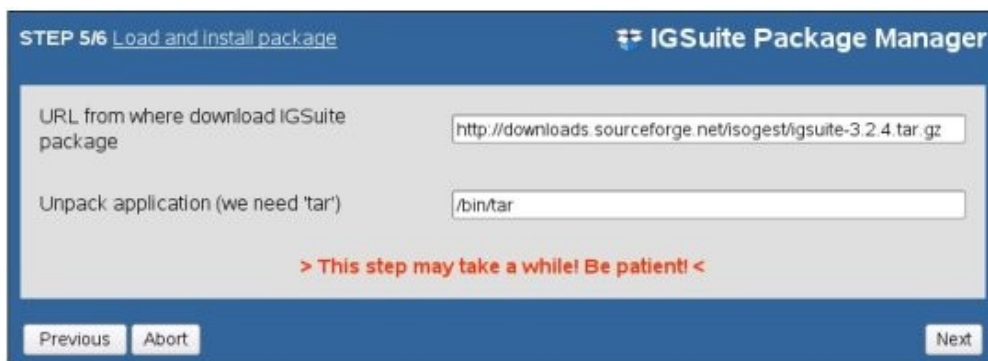 STEP 5/6 Load and install package
IGSuite Package Manager
URL from where download IGSuite
package
http://downloads.sourceforge.net/isogest/igsuite-3.2.4.tar.gz
Unpack application (we need 'tar')
/bin/tar
> This step may take a while! Be patient! <
Previous
Abort
Next